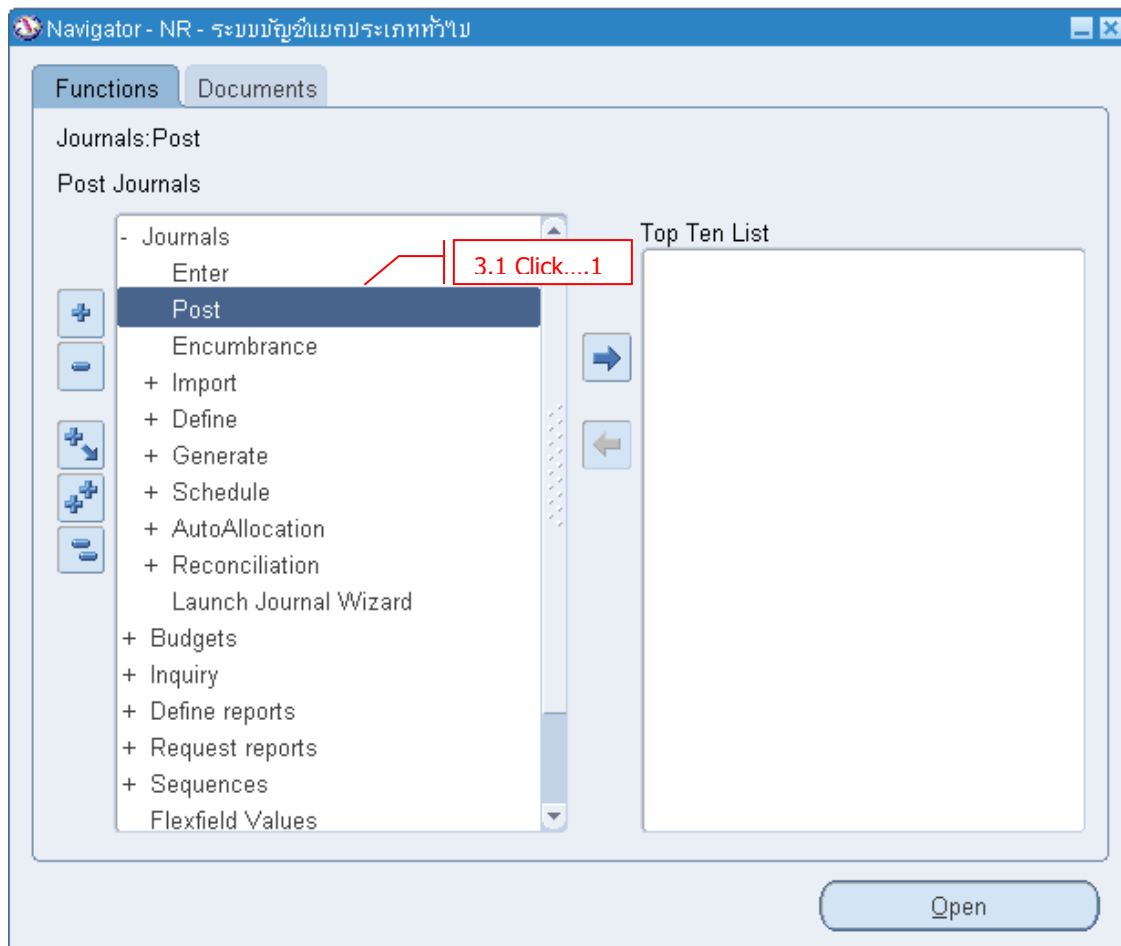 Navigator - NR - ระบบบัญชีแยกประเภททั่วไป
Functions
Documents
Journals:Post
Post Journals
Top Ten List
- Journals
Enter
3.1 Click....1
Post
Encumbrance
+ Import
+ Define
+ Generate
+ Schedule
+ AutoAllocation
+ Reconciliation
Launch Journal Wizard
+ Budgets
+ Inquiry
+ Define reports
+ Request reports
+ Sequences
Flexfield Values
Open